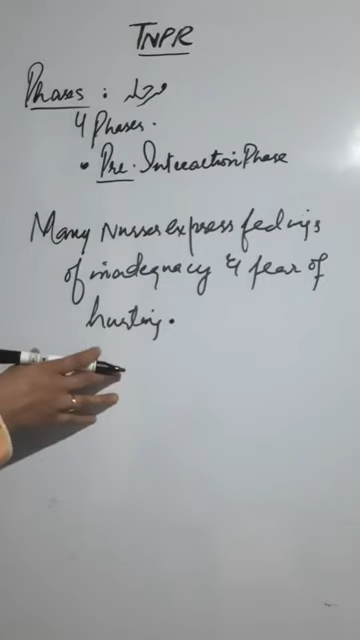 TNPR
Phases : مرحلہ
4 Phases.
• Pre. Interaction Phase
Many Nurses express feelings
of inadequacy & fear of
hurting.